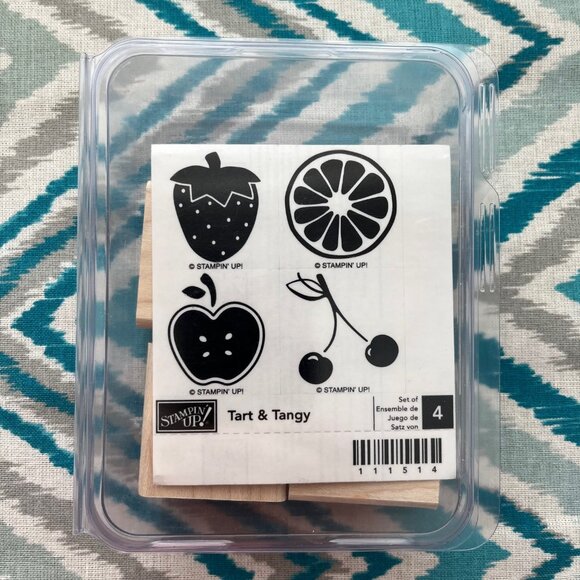 © STAMPIN' UP!
© STAMPIN' UP!
© STAMPIN' UP!
© STAMPIN' UP!
STAMPIN' UP!
Tart & Tangy
Set of
Ensemble de
Juego de
Satz von
4
111514